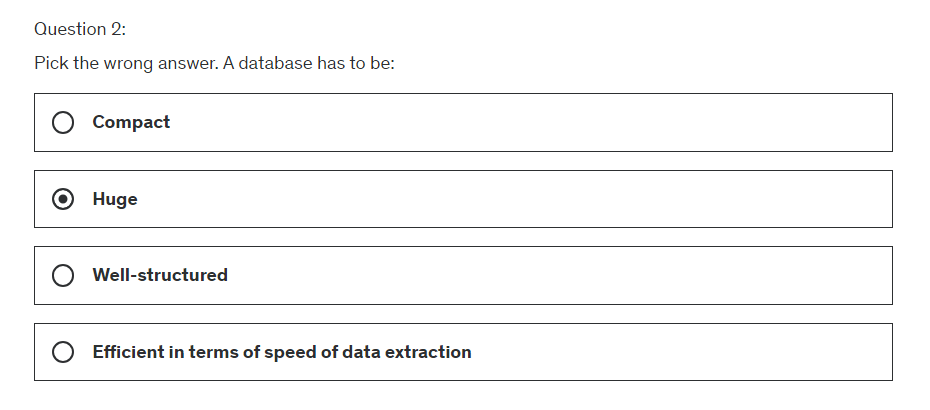 Question 2:
Pick the wrong answer. A database has to be:
Compact
Huge
Well-structured
Efficient in terms of speed of data extraction